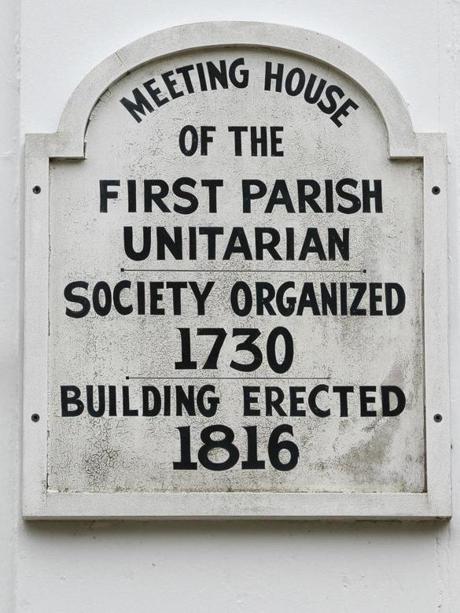 MEETING HOUSE
OF THE
FIRST PARISH
UNITARIAN
SOCIETY ORGANIZED
1730
BUILDING ERECTED
1816